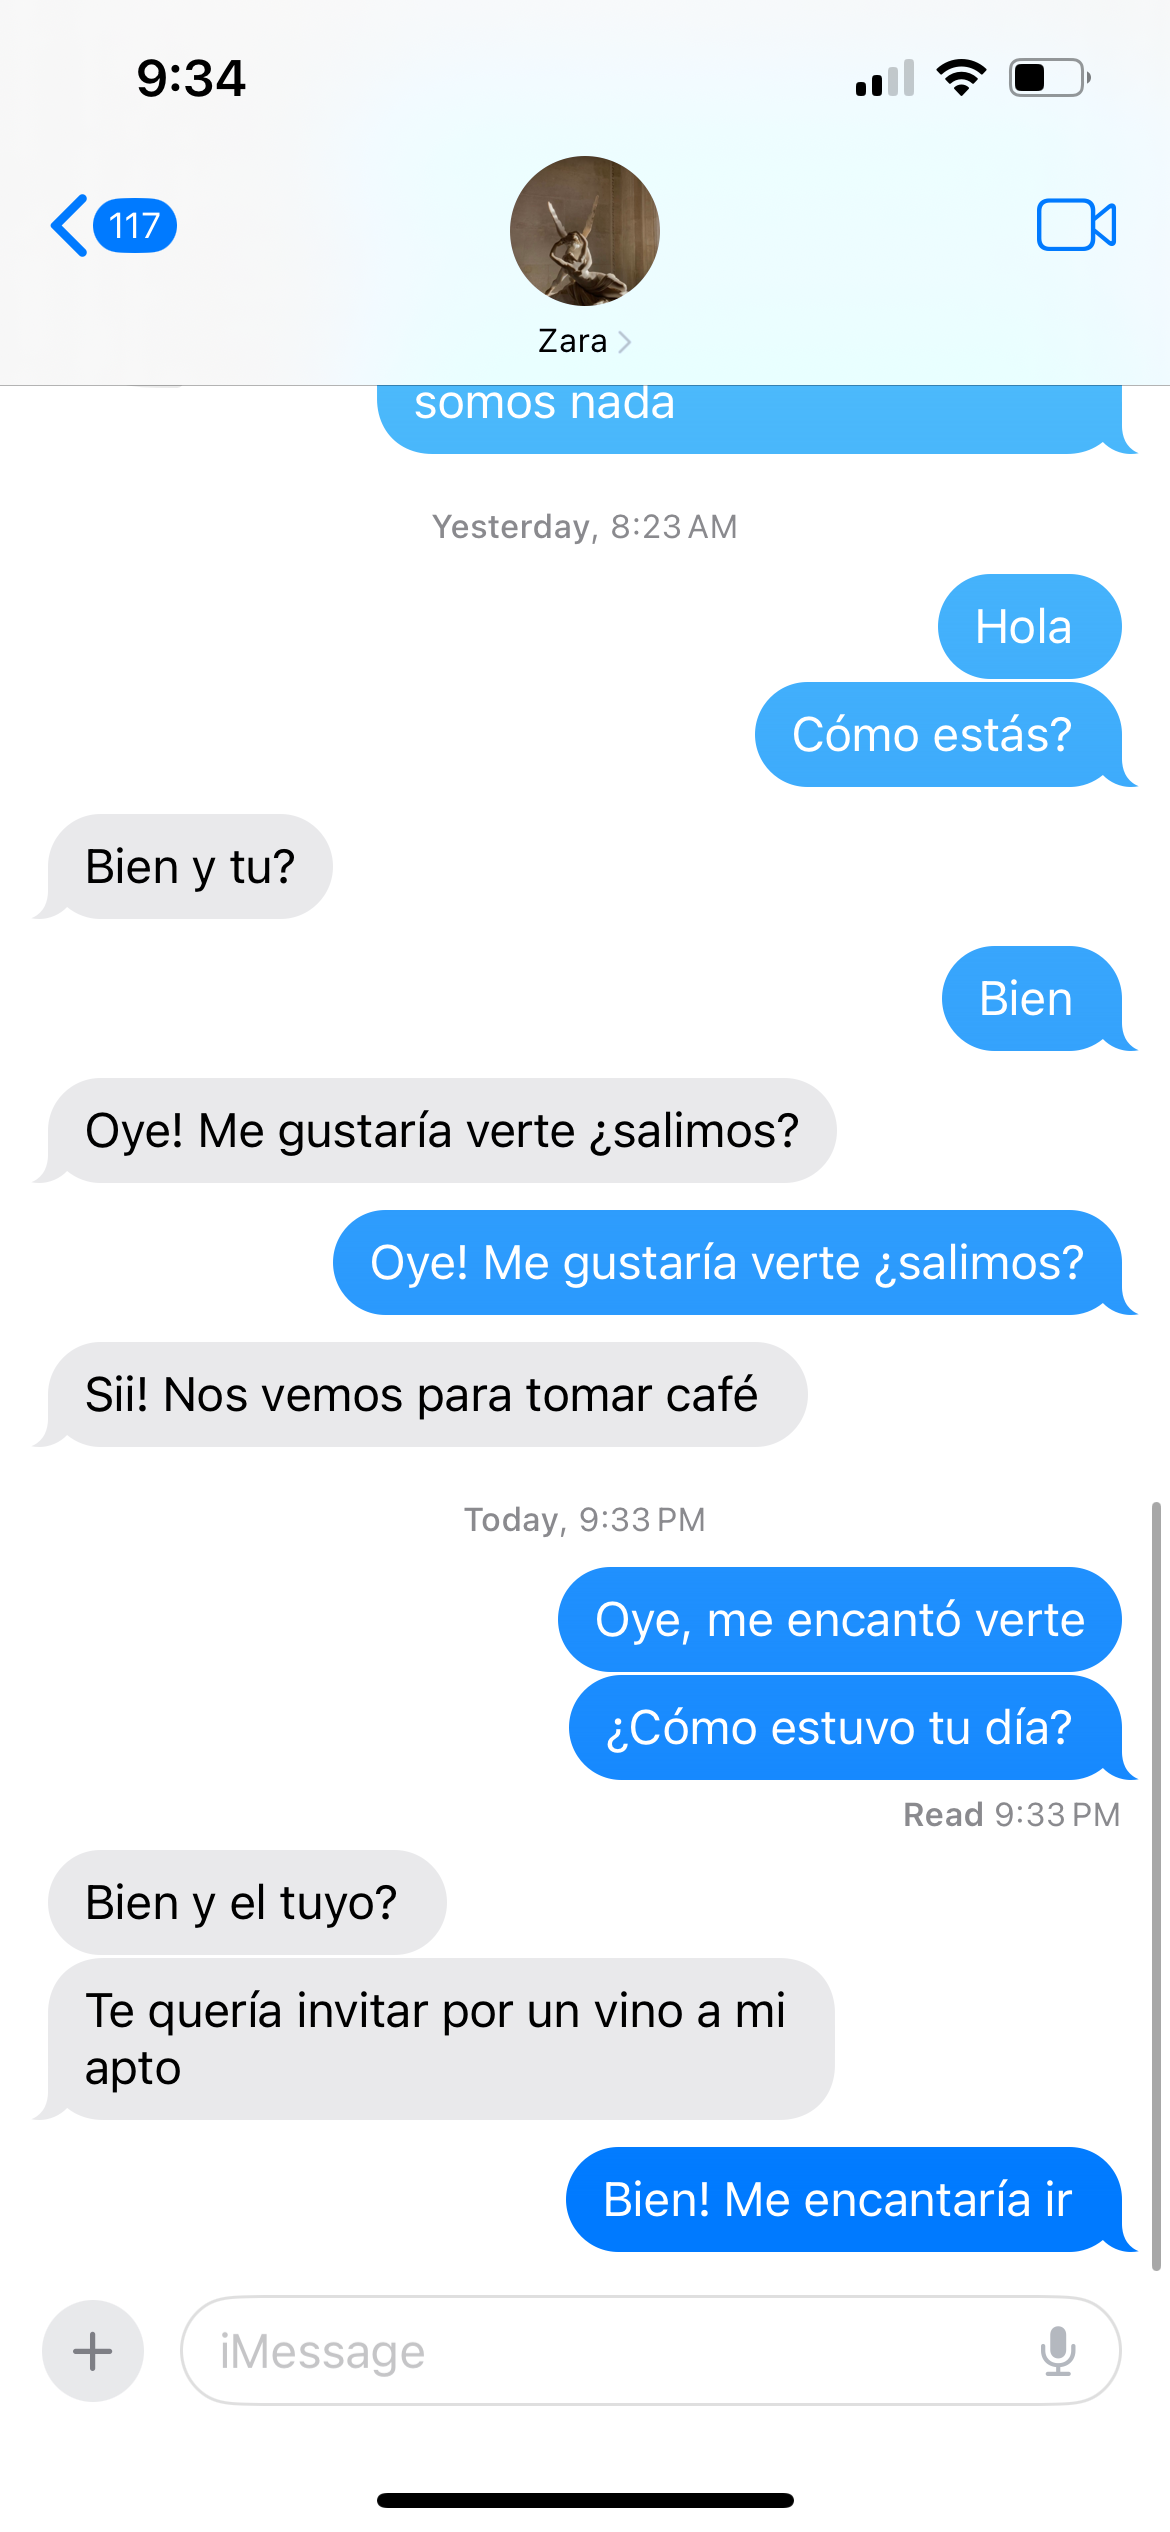 9:34
117
Zara
somos nada
Yesterday, 8:23 AM
Hola
Cómo estás?
Bien y tu?
Bien
Oye! Me gustaría verte ¿salimos?
Oye! Me gustaría verte ¿salimos?
Sii! Nos vemos para tomar café
Today, 9:33 PM
Oye, me encantó verte
¿Cómo estuvo tu día?
Read 9:33 PM
Bien y el tuyo?
Te quería invitar por un vino a mi
apto
Bien! Me encantaría ir
iMessage